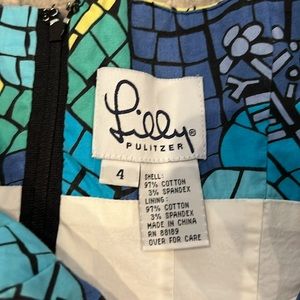 Lilly®
PULITZER
4
SHELL:
97% COTTON
3% SPANDEX
LINING:
97% COTTON
3% SPANDEX
MADE IN CHINA
RN 88189
OVER FOR CARE